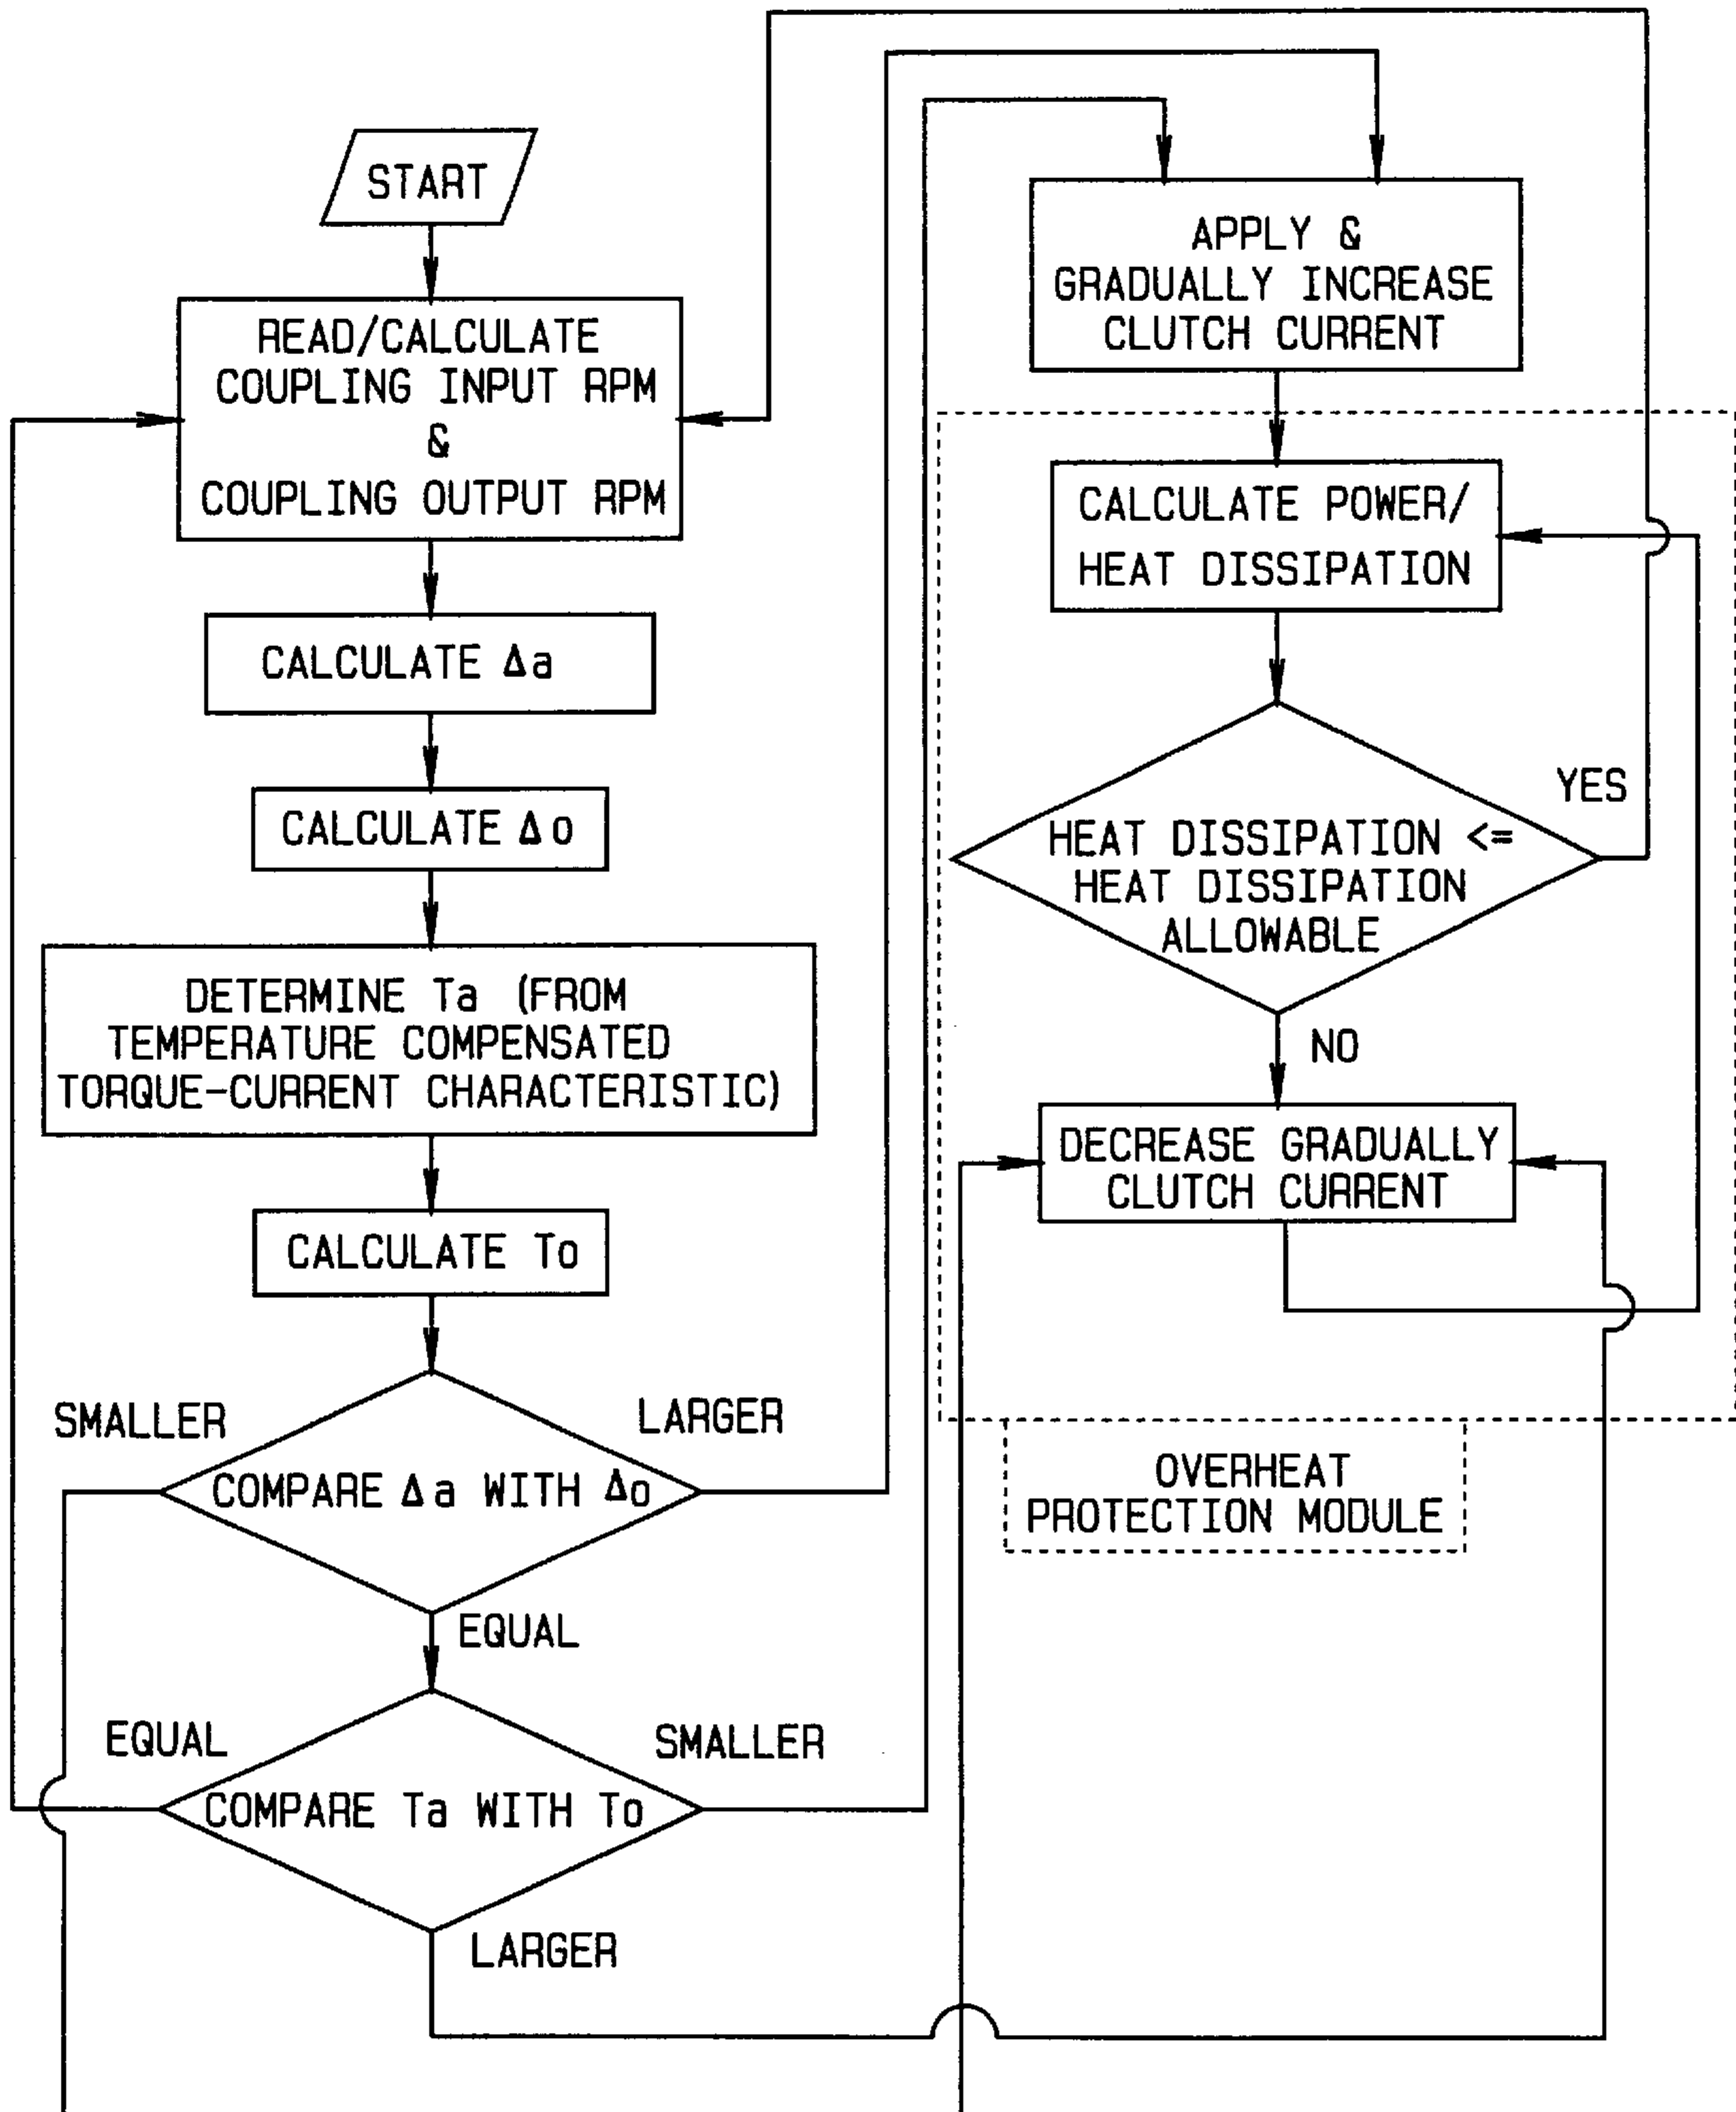 START
READ/CALCULATE
COUPLING INPUT RPM
&
COUPLING OUTPUT RPM
CALCULATE Δa
CALCULATE Δo
DETERMINE Ta (FROM
TEMPERATURE COMPENSATED
TORQUE-CURRENT CHARACTERISTIC)
CALCULATE To
SMALLER
LARGER
COMPARE Δa WITH Δo
EQUAL
EQUAL
SMALLER
COMPARE Ta WITH To
LARGER
APPLY &
GRADUALLY INCREASE
CLUTCH CURRENT
CALCULATE POWER/
HEAT DISSIPATION
YES
HEAT DISSIPATION <=
HEAT DISSIPATION
ALLOWABLE
NO
DECREASE GRADUALLY
CLUTCH CURRENT
OVERHEAT
PROTECTION MODULE